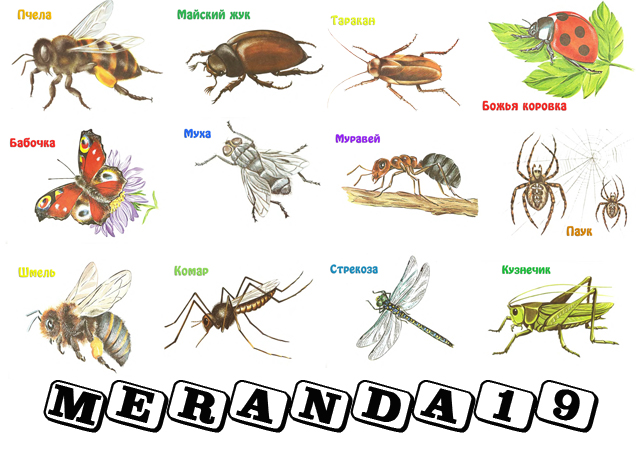 Пчела
Майский жук
Таракан
Божья коровка
Бабочка
Муха
Муравей
Паук
Шмель
Комар
Стрекоза
Кузнечик
MERANDA19